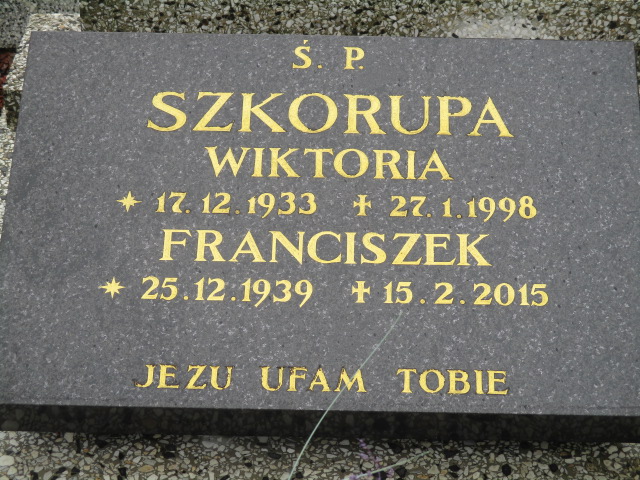 Ś. P.
SZKORUPA
WIKTORIA
* 17.12.1933 ✝ 27.1.1998
FRANCISZEK
* 25.12.1939 ✝ 15.2.2015
JEZU UFAM TOBIE